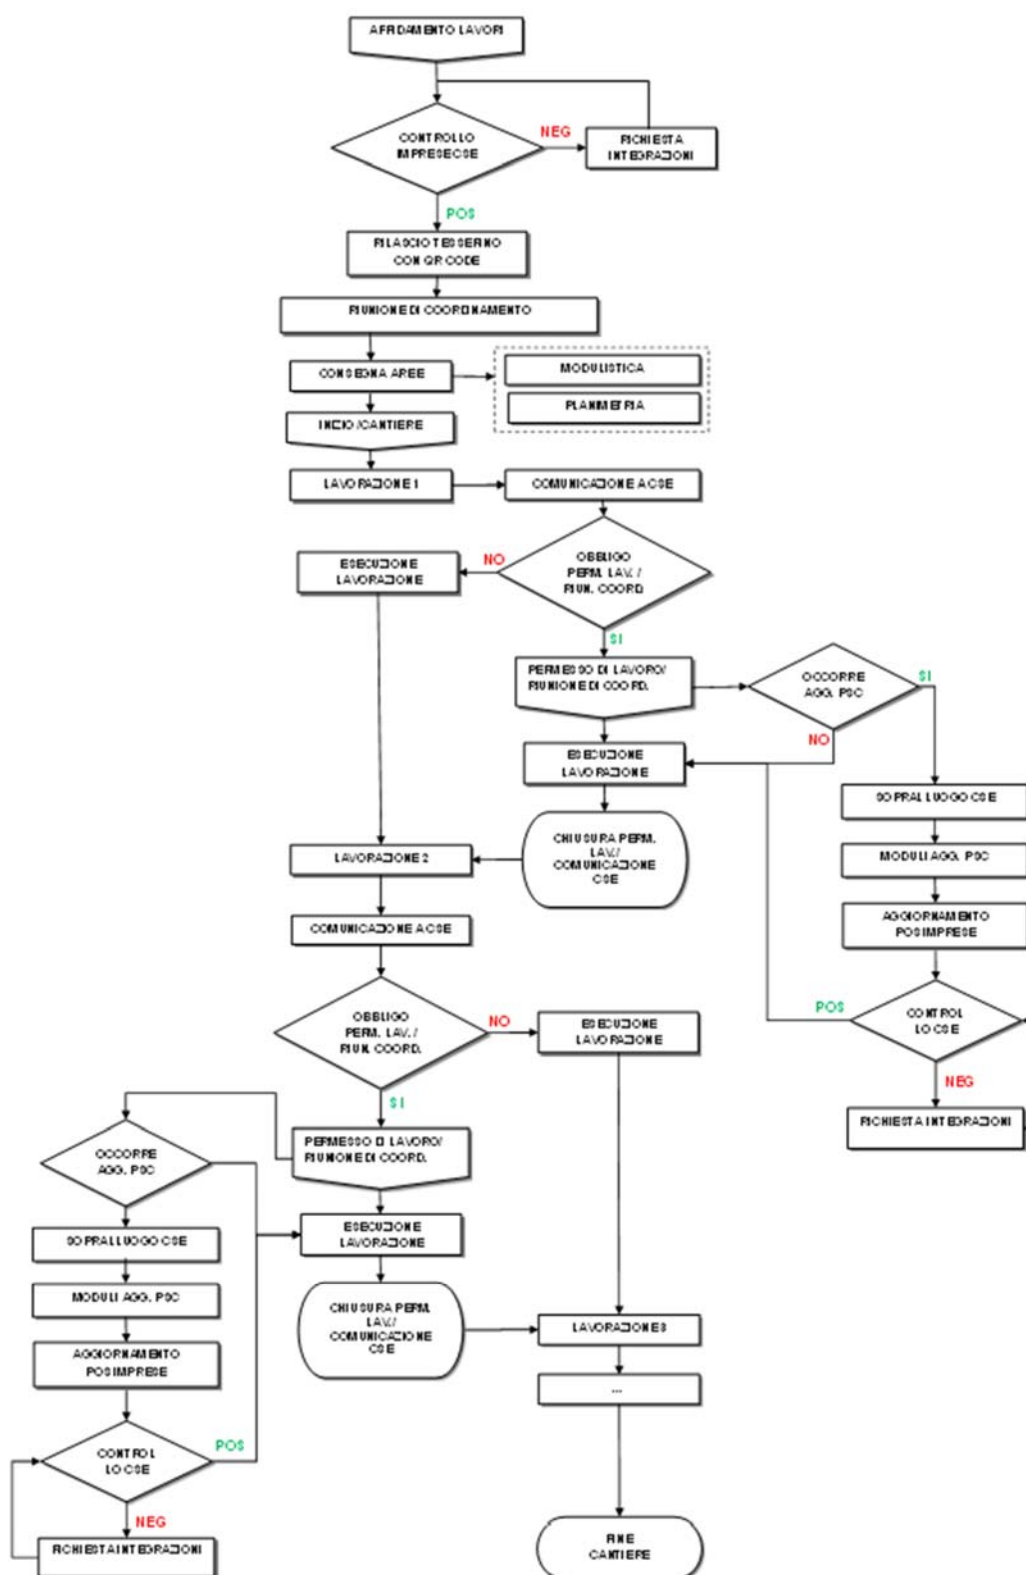 AFFIDAMENTO LAVORI
CONTROLLO
IMPRESE CSE
NEG
RICHIESTA
INTEGRAZIONI
POS
RILASCIO TESSERINO
CON QR CODE
RIUNIONE DI COORDINAMENTO
CONSEGNA AREE
MODULISTICA
PLANIMETRIA
INIZIO /CANTIERE
LAVORAZIONE 1
COMUNICAZIONE A CSE
OBBLIGO
PERM. LAV. /
RIUN. COORD.
NO
ESECUZIONE
LAVORAZIONE
SI
PERMESSO DI LAVORO/
RIUNIONE DI COORD.
OCCORRE
AGG. PSC
SI
NO
ESECUZIONE
LAVORAZIONE
SOPRALLUOGO CSE
CHIUSURA PERM.
LAV./
COMUNICAZIONE
CSE
LAVORAZIONE 2
MODULI AGG. PSC
AGGIORNAMENTO
POS IMPRESE
COMUNICAZIONE A CSE
CONTROL
LO CSE
POS
NEG
RICHIESTA INTEGRAZIONI
OBBLIGO
PERM. LAV. /
RIUN. COORD.
NO
ESECUZIONE
LAVORAZIONE
SI
PERMESSO DI LAVORO/
RIUNIONE DI COORD.
OCCORRE
AGG. PSC
ESECUZIONE
LAVORAZIONE
SOPRALLUOGO CSE
MODULI AGG. PSC
CHIUSURA PERM.
LAV./
COMUNICAZIONE
CSE
LAVORAZIONE 3
AGGIORNAMENTO
POS IMPRESE
...
CONTROL
LO CSE
POS
NEG
RICHIESTA INTEGRAZIONI
FINE
CANTIERE